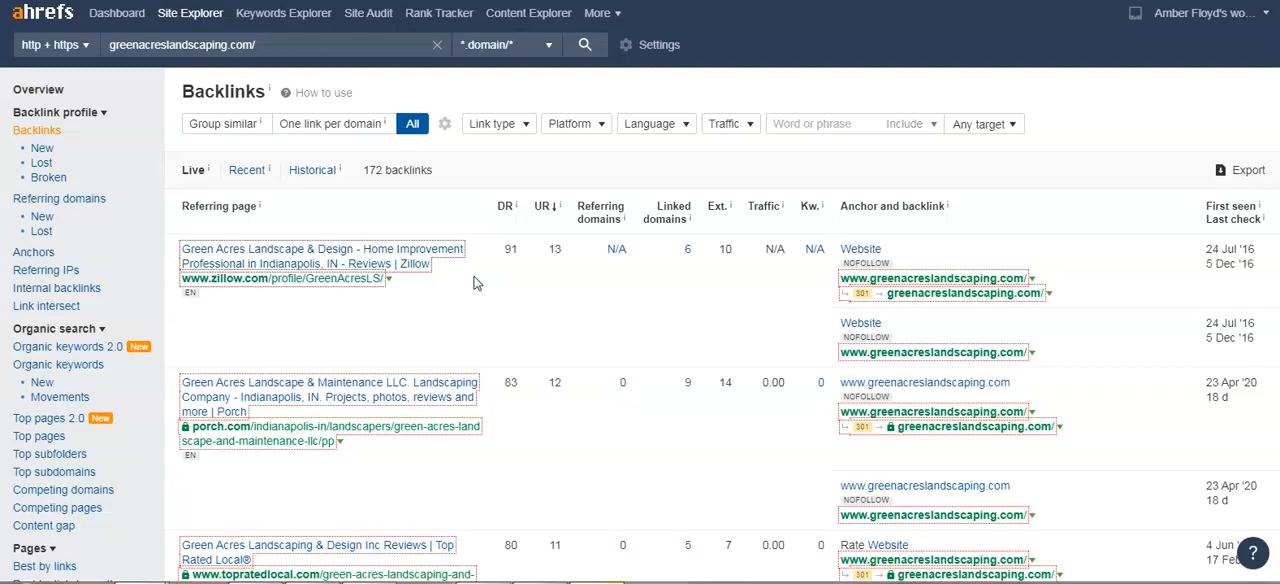 ahrefs Dashboard Site Explorer Keywords Explorer Site Audit Rank Tracker Content Explorer More Amber Floyd's wo...
http + https greenacreslandscaping.com/ *.domain/* Settings
Overview
Backlink profile
Backlinks
New
Lost
Broken
Referring domains
New
Lost
Anchors
Referring IPs
Internal backlinks
Link intersect
Organic search
Organic keywords 2.0 New
Organic keywords
New
Movements
Top pages 2.0 New
Top pages
Top subfolders
Top subdomains
Competing domains
Competing pages
Content gap
Pages
Best by links
Backlinks i ? How to use
Group similar i One link per domain i All Link type Platform Language Traffic Word or phrase Include Any target
Live i Recent i Historical i 172 backlinks Export
Referring page i DR i UR i Referring domains i Linked domains i Ext. i Traffic i Kw. i Anchor and backlink i First seen i Last check i
Green Acres Landscape & Design - Home Improvement 91 13 N/A 6 10 N/A N/A Website 24 Jul '16
Professional in Indianapolis, IN - Reviews | Zillow NOFOLLOW 5 Dec '16
www.zillow.com/profile/GreenAcresLS/ www.greenacreslandscaping.com/
EN 301 → greenacreslandscaping.com/
Website 24 Jul '16
NOFOLLOW 5 Dec '16
www.greenacreslandscaping.com/
Green Acres Landscape & Maintenance LLC. Landscaping 83 12 0 9 14 0.00 0 www.greenacreslandscaping.com 23 Apr '20
Company - Indianapolis, IN. Projects, photos, reviews and NOFOLLOW 18 d
more | Porch www.greenacreslandscaping.com/
porch.com/indianapolis-in/landscapers/green-acres-land 301 → greenacreslandscaping.com/
scape-and-maintenance-llc/pp
EN
www.greenacreslandscaping.com 23 Apr '20
NOFOLLOW 18 d
www.greenacreslandscaping.com/
Green Acres Landscaping & Design Inc Reviews | Top 80 11 0 5 7 0.00 0 Rate Website 4 Jun
Rated Local® www.greenacreslandscaping.com/ 17 Feb
www.topratedlocal.com/green-acres-landscaping-and- 301 → greenacreslandscaping.com/
?